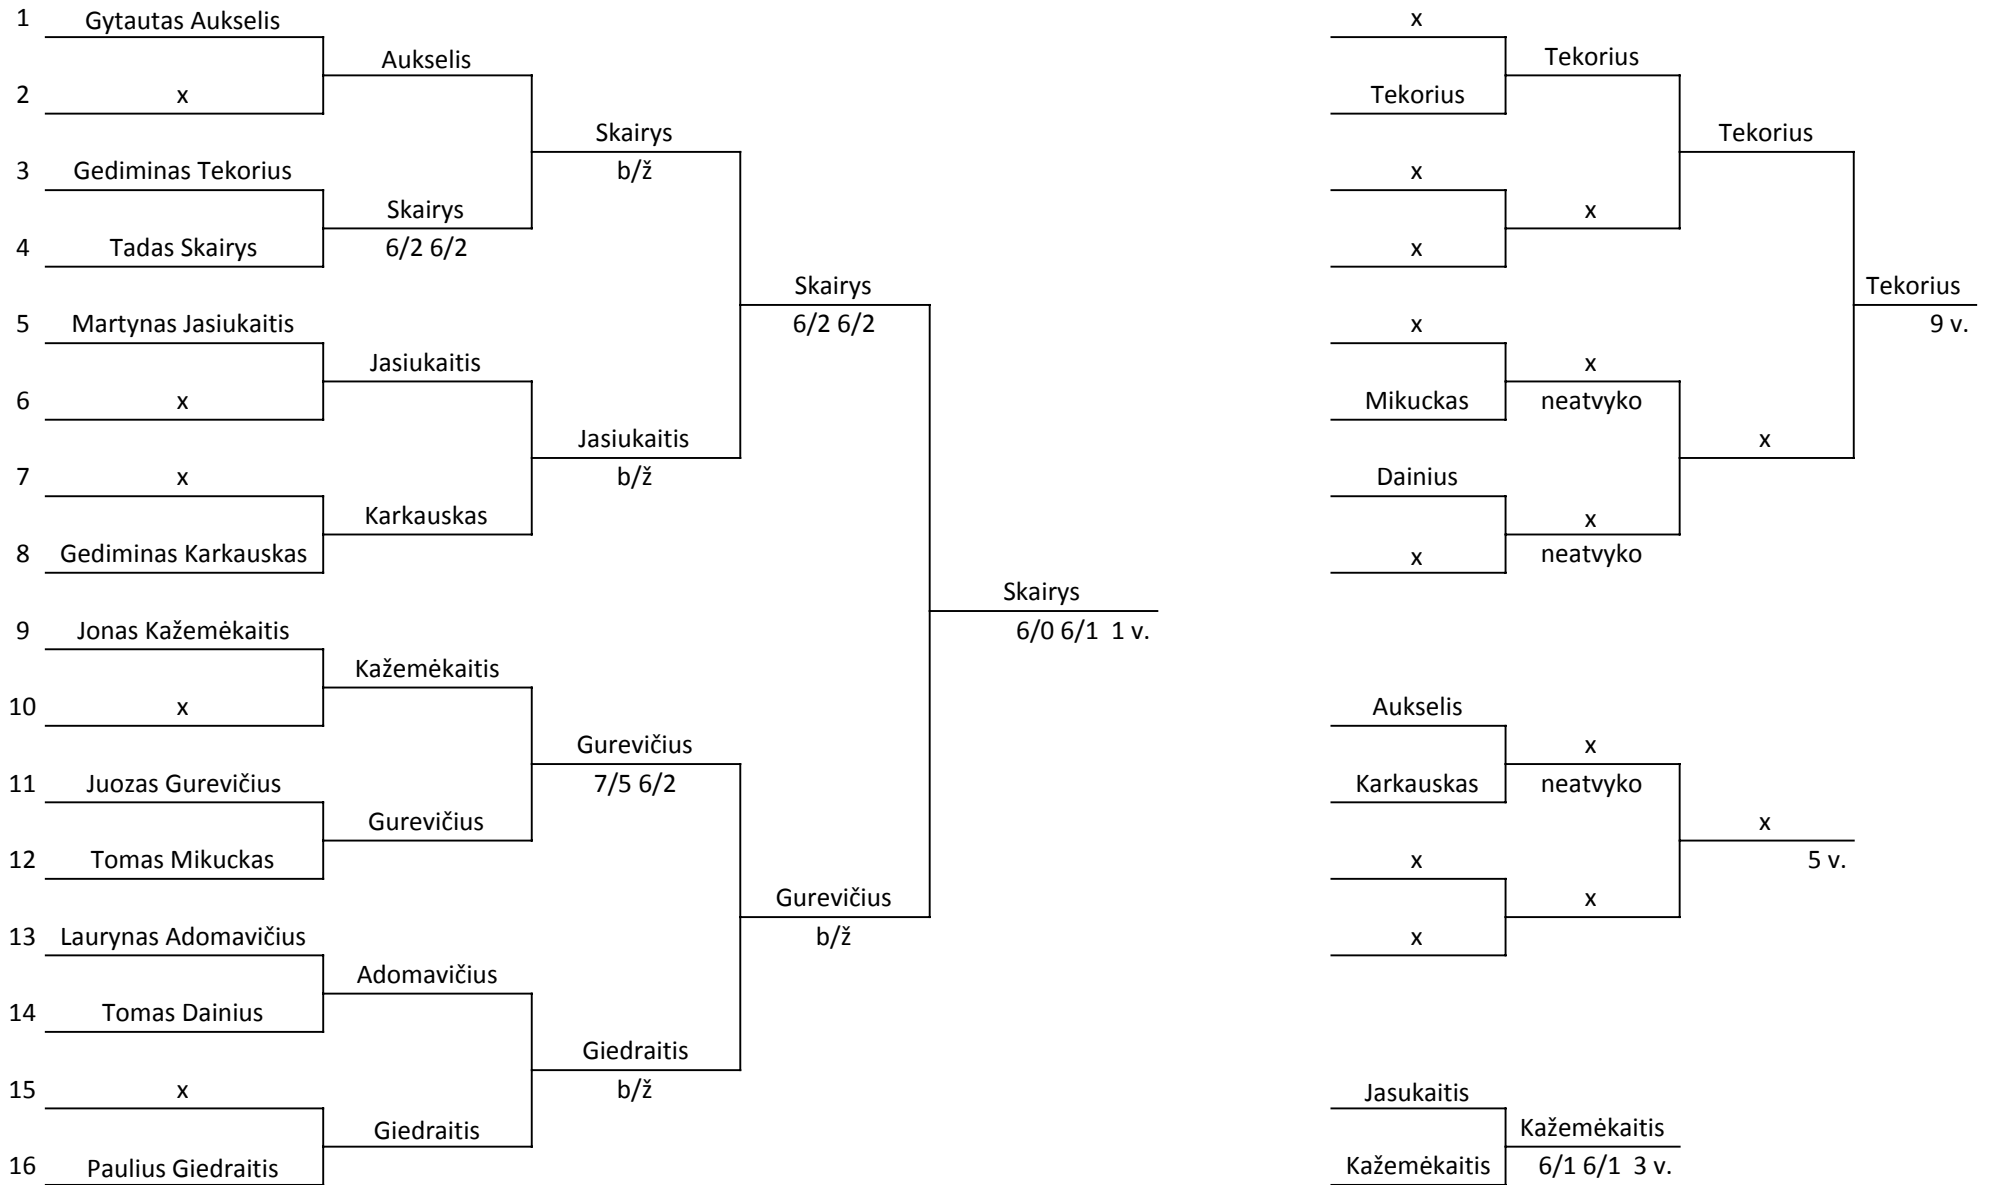 1 Gytautas Aukselis
Aukselis
2 x
Skairys
b/ž
3 Gediminas Tekorius
Skairys
6/2 6/2
4 Tadas Skairys
Skairys
6/2 6/2
5 Martynas Jasiukaitis
Jasiukaitis
6 x
Jasiukaitis
b/ž
7 x
Karkauskas
8 Gediminas Karkauskas
Skairys
6/0 6/1 1 v.
9 Jonas Kažemėkaitis
Kažemėkaitis
10 x
Gurevičius
7/5 6/2
11 Juozas Gurevičius
Gurevičius
12 Tomas Mikuckas
Gurevičius
b/ž
13 Laurynas Adomavičius
Adomavičius
14 Tomas Dainius
Giedraitis
b/ž
15 x
Giedraitis
16 Paulius Giedraitis
x
Tekorius
Tekorius
Tekorius
x
x
x
Tekorius
9 v.
x
x
Mikuckas
neatvyko
x
Dainius
x
neatvyko
x
Aukselis
x
Karkauskas
neatvyko
x
5 v.
x
x
x
Jasukaitis
Kažemėkaitis
Kažemėkaitis
6/1 6/1 3 v.